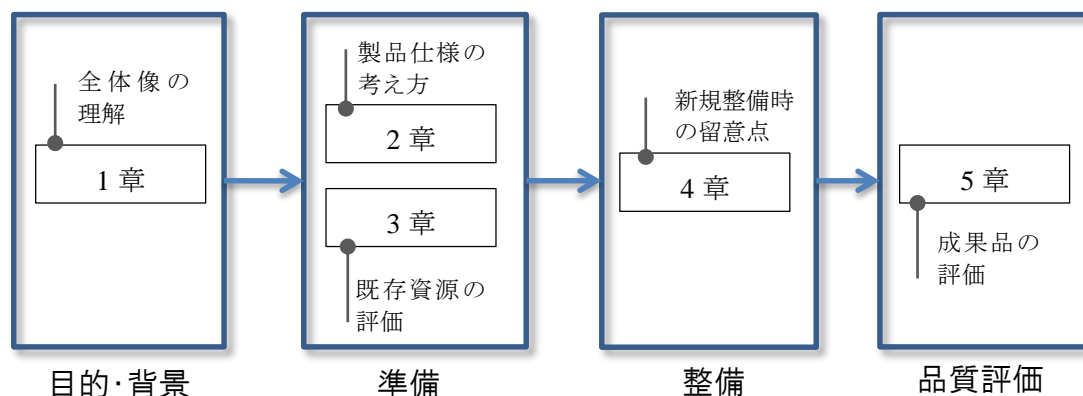 全体像の
理解
1 章
目的･背景
製品仕様の
考え方
2 章
3 章
既存資源の
評価
準備
新規整備時
の留意点
4 章
整備
5 章
成果品の
評価
品質評価